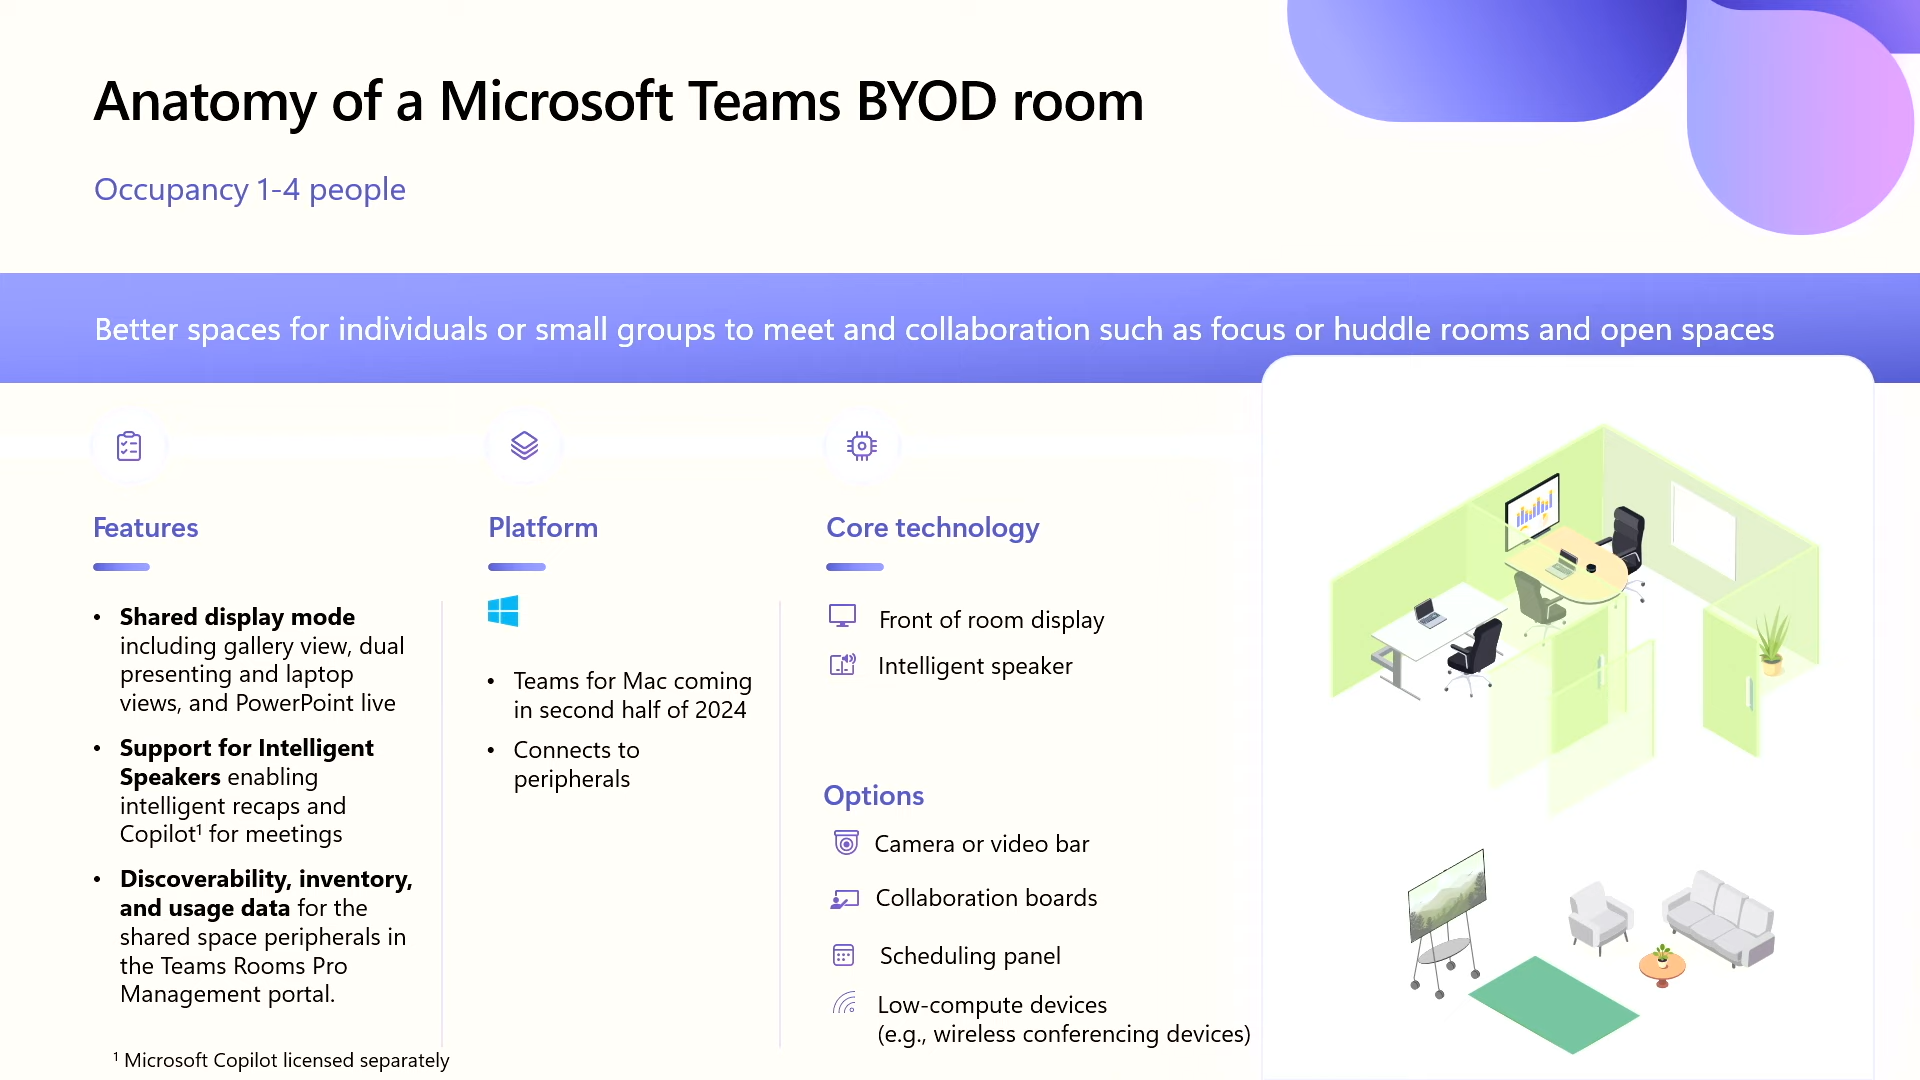 Anatomy of a Microsoft Teams BYOD room
Occupancy 1-4 people
Better spaces for individuals or small groups to meet and collaboration such as focus or huddle rooms and open spaces
Features
• Shared display mode
including gallery view, dual
presenting and laptop
views, and PowerPoint live
• Support for Intelligent
Speakers enabling
intelligent recaps and
Copilot¹ for meetings
• Discoverability, inventory,
and usage data for the
shared space peripherals in
the Teams Rooms Pro
Management portal.
¹ Microsoft Copilot licensed separately
Platform
• Teams for Mac coming
in second half of 2024
• Connects to
peripherals
Core technology
Front of room display
Intelligent speaker
Options
Camera or video bar
Collaboration boards
Scheduling panel
Low-compute devices
(e.g., wireless conferencing devices)